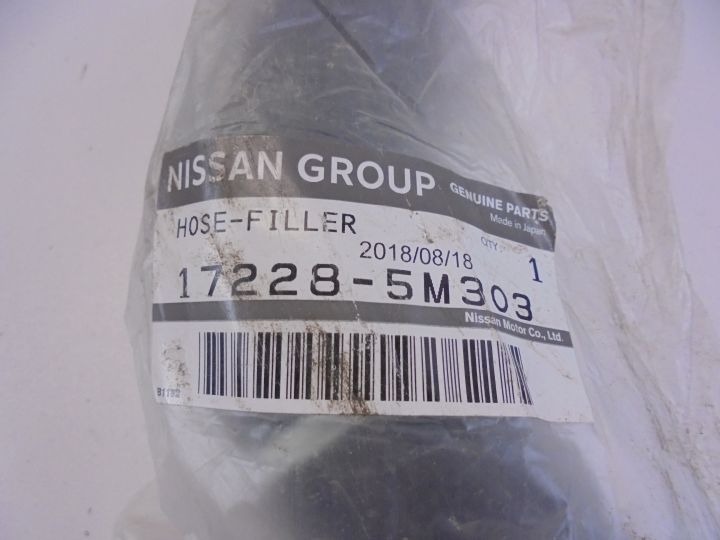 NISSAN GROUP GENUINE PARTS
Made in Japan
HOSE-FILLER
QTY. 1
2018/08/18
17228-5M303
Nissan Motor Co., Ltd.
B1192